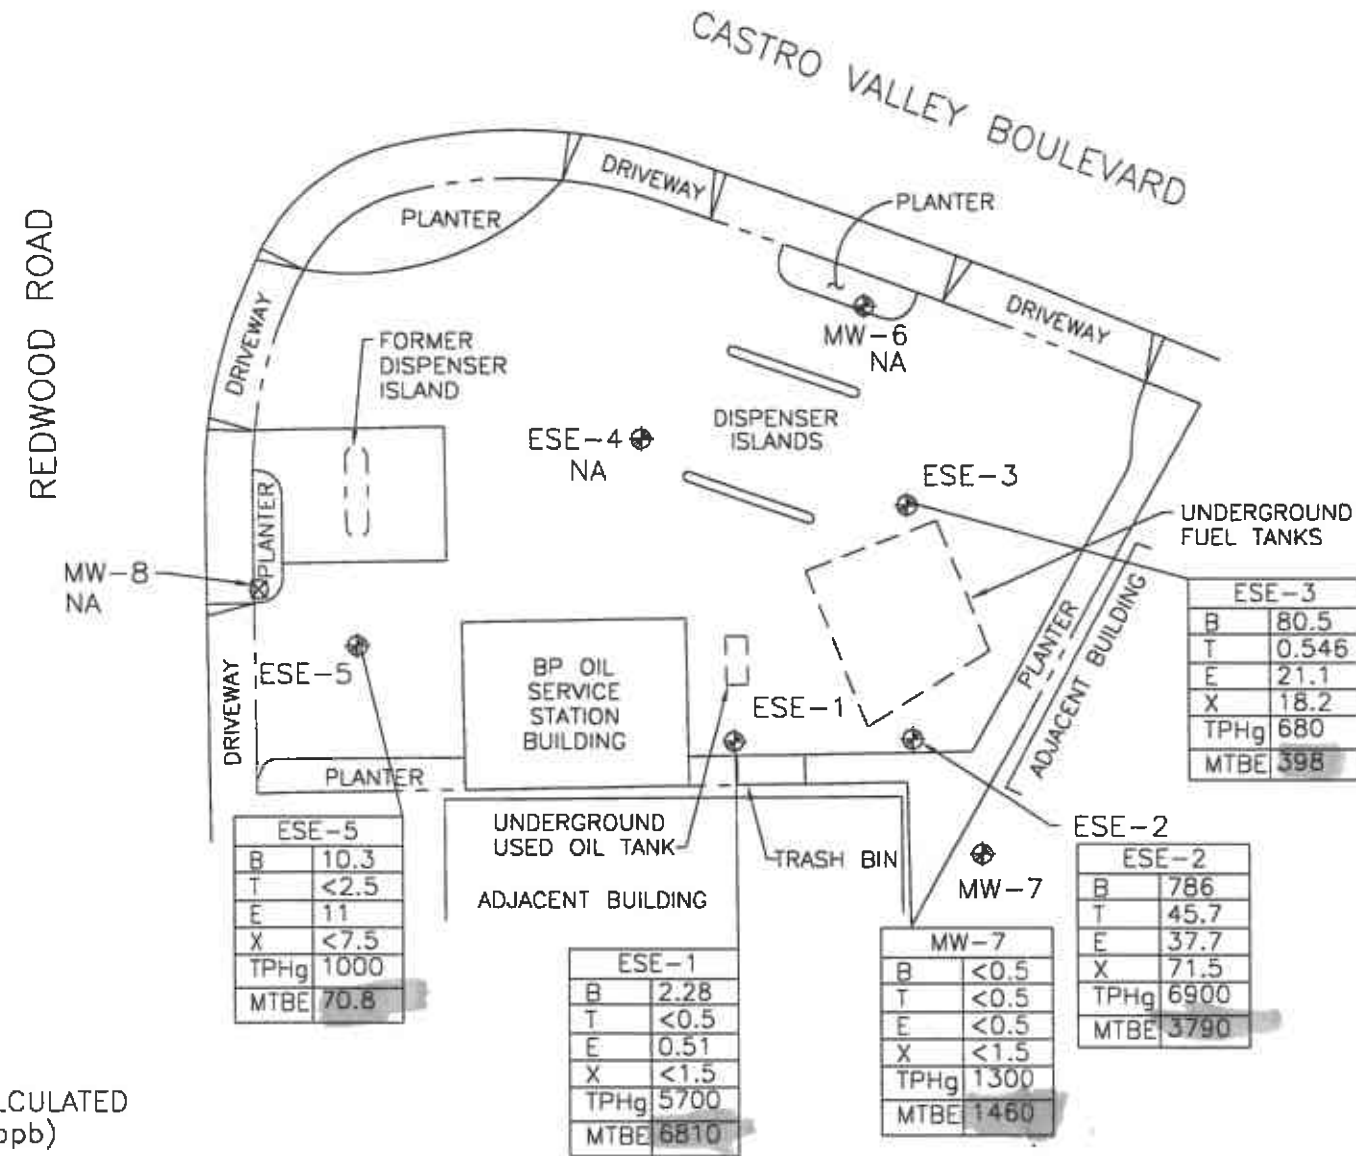 CASTRO VALLEY BOULEVARD
REDWOOD ROAD
DRIVEWAY
PLANTER
PLANTER
DRIVEWAY
DRIVEWAY
FORMER
DISPENSER
ISLAND
MW-6
NA
DISPENSER
ISLANDS
ESE-4
NA
ESE-3
UNDERGROUND
FUEL TANKS
PLANTER
MW-8
NA
ESE-5
DRIVEWAY
BP OIL
SERVICE
STATION
BUILDING
ESE-1
PLANTER
ADJACENT BUILDING
PLANTER
UNDERGROUND
USED OIL TANK
TRASH BIN
ADJACENT BUILDING
ESE-2
MW-7
ESE-3
B 80.5
T 0.546
E 21.1
X 18.2
TPHg 680
MTBE 398
ESE-5
B 10.3
T <2.5
E 11
X <7.5
TPHg 1000
MTBE 70.8
ESE-1
B 2.28
T <0.5
E 0.51
X <1.5
TPHg 5700
MTBE 6810
MW-7
B <0.5
T <0.5
E <0.5
X <1.5
TPHg 1300
MTBE 1460
ESE-2
B 786
T 45.7
E 37.7
X 71.5
TPHg 6900
MTBE 3790
LCULATED
ppb)